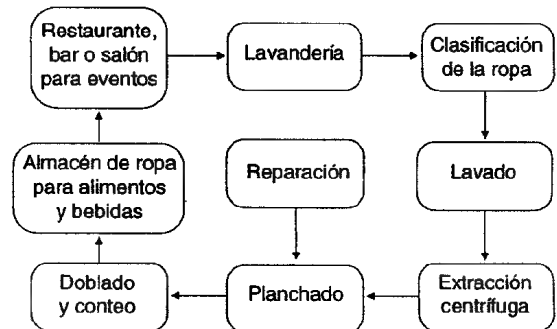 Restaurante,
bar o salón
para eventos
Lavandería
Clasificación
de la ropa
Almacén de ropa
para alimentos
y bebidas
Reparación
Lavado
Doblado
y conteo
Planchado
Extracción
centrífuga